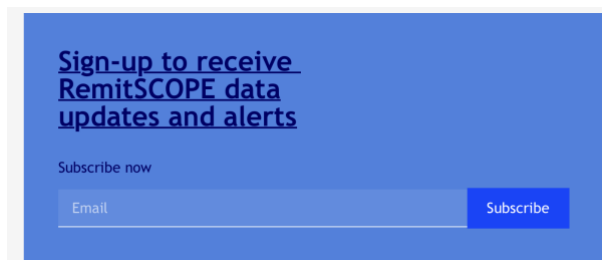 Sign-up to receive
RemitSCOPE data
updates and alerts
Subscribe now
Email
Subscribe